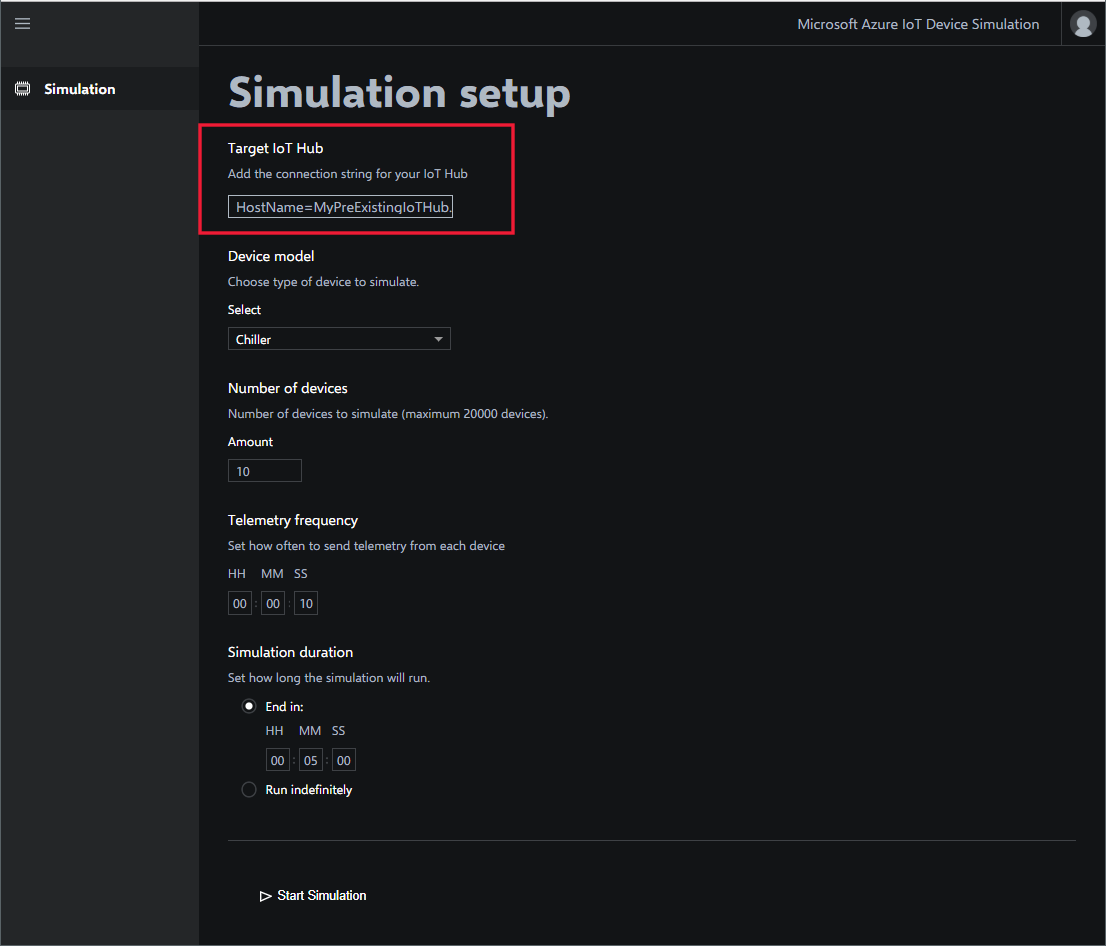 Microsoft Azure IoT Device Simulation
Simulation
Simulation setup
Target IoT Hub
Add the connection string for your IoT Hub
HostName=MyPreExistingIoTHub.
Device model
Choose type of device to simulate.
Select
Chiller
Number of devices
Number of devices to simulate (maximum 20000 devices).
Amount
10
Telemetry frequency
Set how often to send telemetry from each device
HH MM SS
00 : 00 : 10
Simulation duration
Set how long the simulation will run.
End in:
HH MM SS
00 : 05 : 00
Run indefinitely
Start Simulation